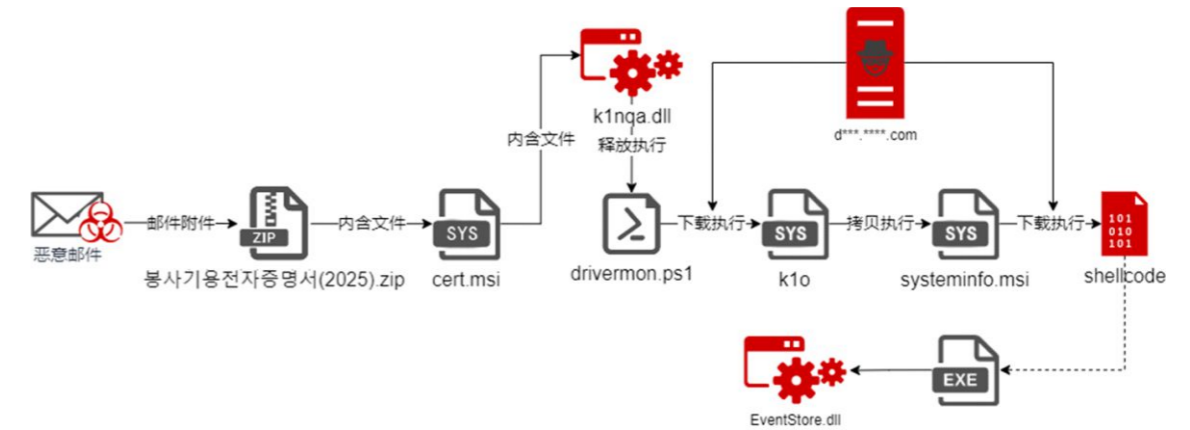 k1nqa.dll
释放执行
d***.****.com
内含文件
恶意邮件
邮件附件
ZIP
봉사기용전자증명서(2025).zip
内含文件
SYS
cert.msi
drivermon.ps1
下载执行
SYS
k1o
拷贝执行
SYS
systeminfo.msi
下载执行
101
010
101
shellcode
EXE
EventStore.dll